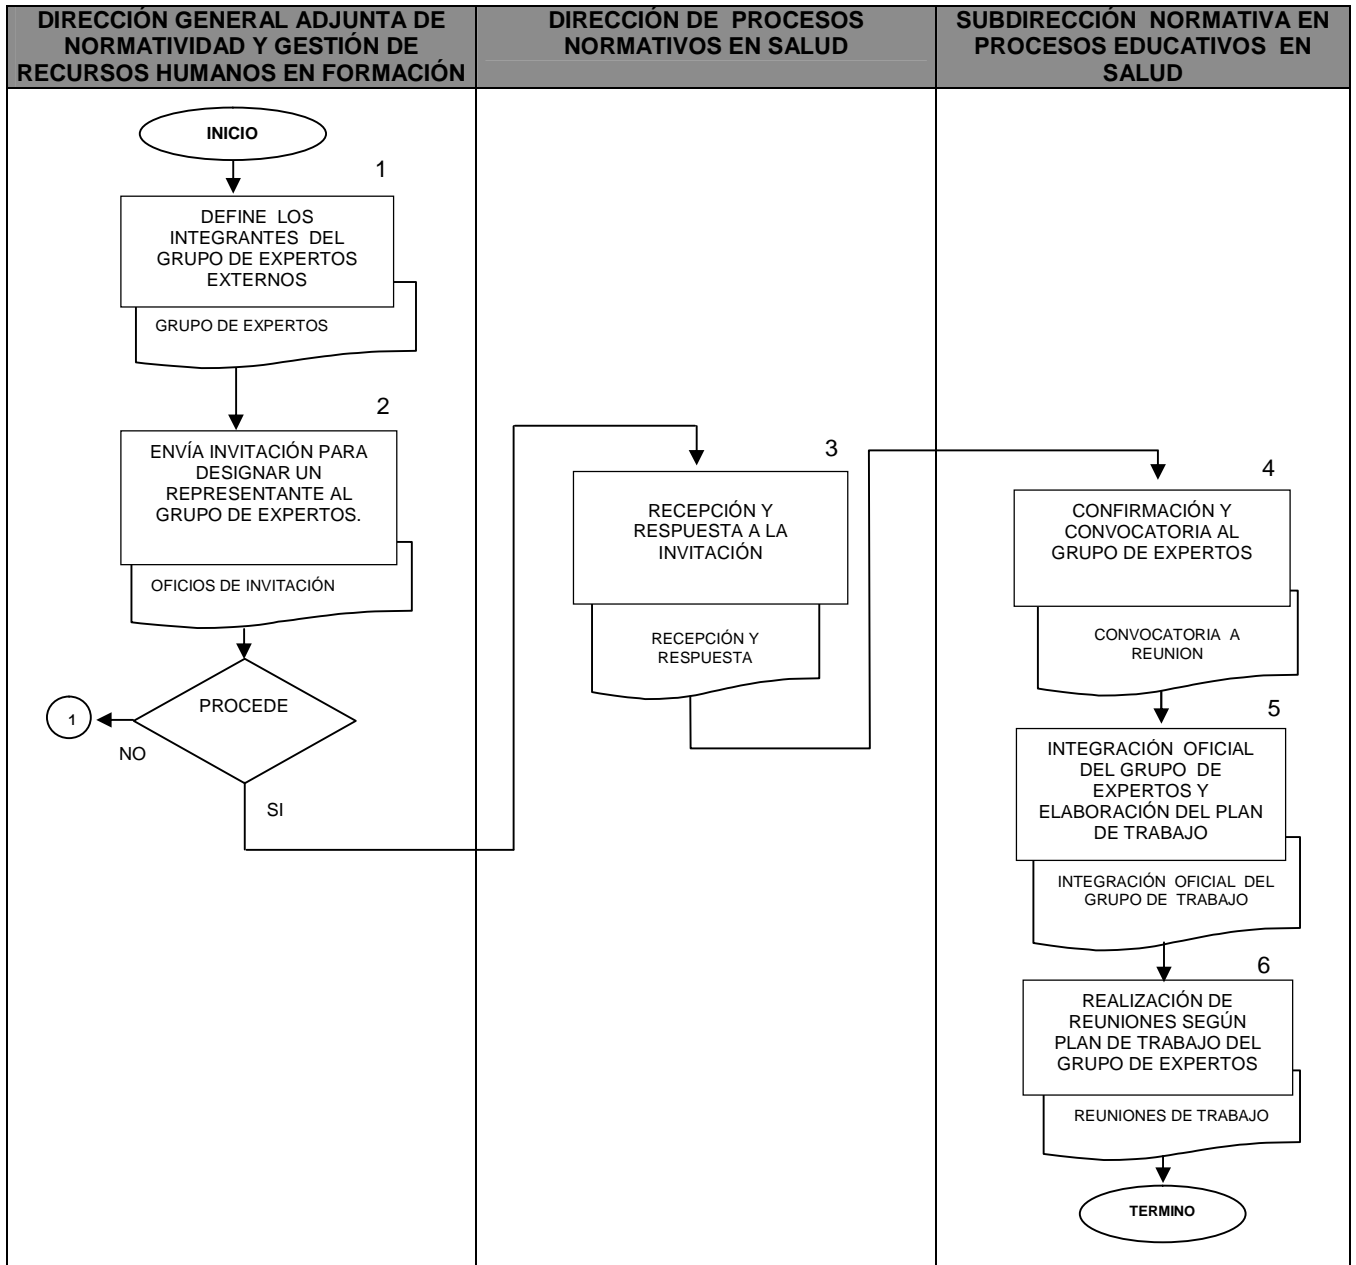 DIRECCIÓN GENERAL ADJUNTA DE
NORMATIVIDAD Y GESTIÓN DE
RECURSOS HUMANOS EN FORMACIÓN
DIRECCIÓN DE PROCESOS
NORMATIVOS EN SALUD
SUBDIRECCIÓN NORMATIVA EN
PROCESOS EDUCATIVOS EN
SALUD
INICIO
1
DEFINE LOS
INTEGRANTES DEL
GRUPO DE EXPERTOS
EXTERNOS
GRUPO DE EXPERTOS
2
ENVÍA INVITACIÓN PARA
DESIGNAR UN
REPRESENTANTE AL
GRUPO DE EXPERTOS.
OFICIOS DE INVITACIÓN
PROCEDE
1
NO
SI
3
RECEPCIÓN Y
RESPUESTA A LA
INVITACIÓN
RECEPCIÓN Y
RESPUESTA
4
CONFIRMACIÓN Y
CONVOCATORIA AL
GRUPO DE EXPERTOS
CONVOCATORIA A
REUNION
5
INTEGRACIÓN OFICIAL
DEL GRUPO DE
EXPERTOS Y
ELABORACIÓN DEL PLAN
DE TRABAJO
INTEGRACIÓN OFICIAL DEL
GRUPO DE TRABAJO
6
REALIZACIÓN DE
REUNIONES SEGÚN
PLAN DE TRABAJO DEL
GRUPO DE EXPERTOS
REUNIONES DE TRABAJO
TERMINO